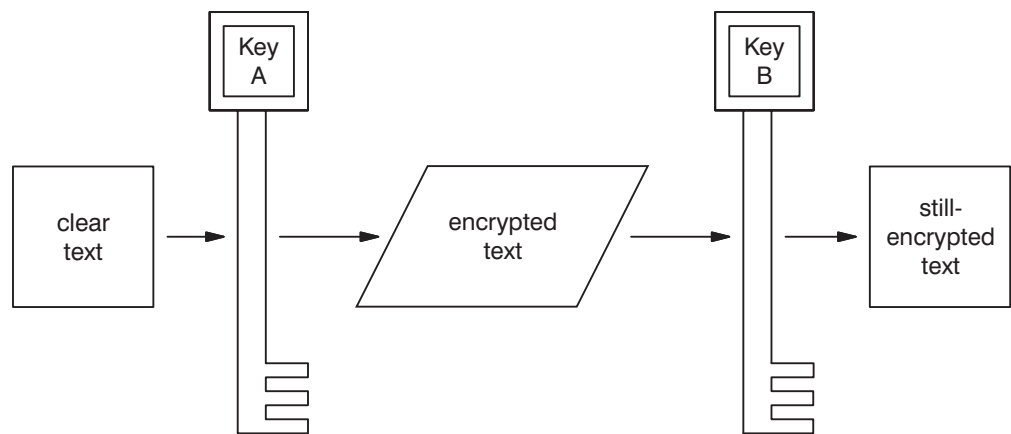 Key
A
Key
B
clear
text
encrypted
text
still-
encrypted
text